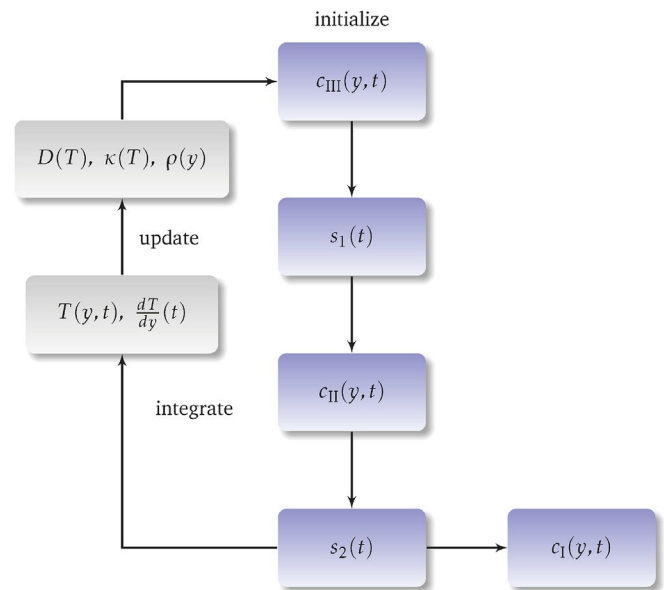 initialize
c_III(y,t)
D(T), κ(T), ρ(y)
s_1(t)
update
T(y,t), dT/dy(t)
c_II(y,t)
integrate
s_2(t)
c_I(y,t)